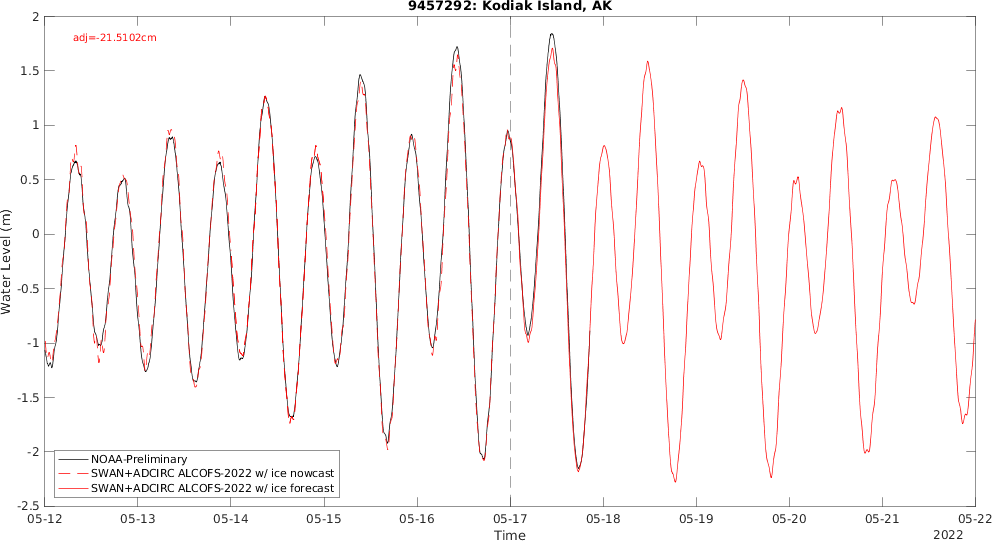 9457292: Kodiak Island, AK
adj=-21.5102cm
Water Level (m)
2
1.5
1
0.5
0
-0.5
-1
-1.5
-2
-2.5
NOAA-Preliminary
SWAN+ADCIRC ALCOFS-2022 w/ ice nowcast
SWAN+ADCIRC ALCOFS-2022 w/ ice forecast
05-12 05-13 05-14 05-15 05-16 05-17 05-18 05-19 05-20 05-21 05-22
Time
2022